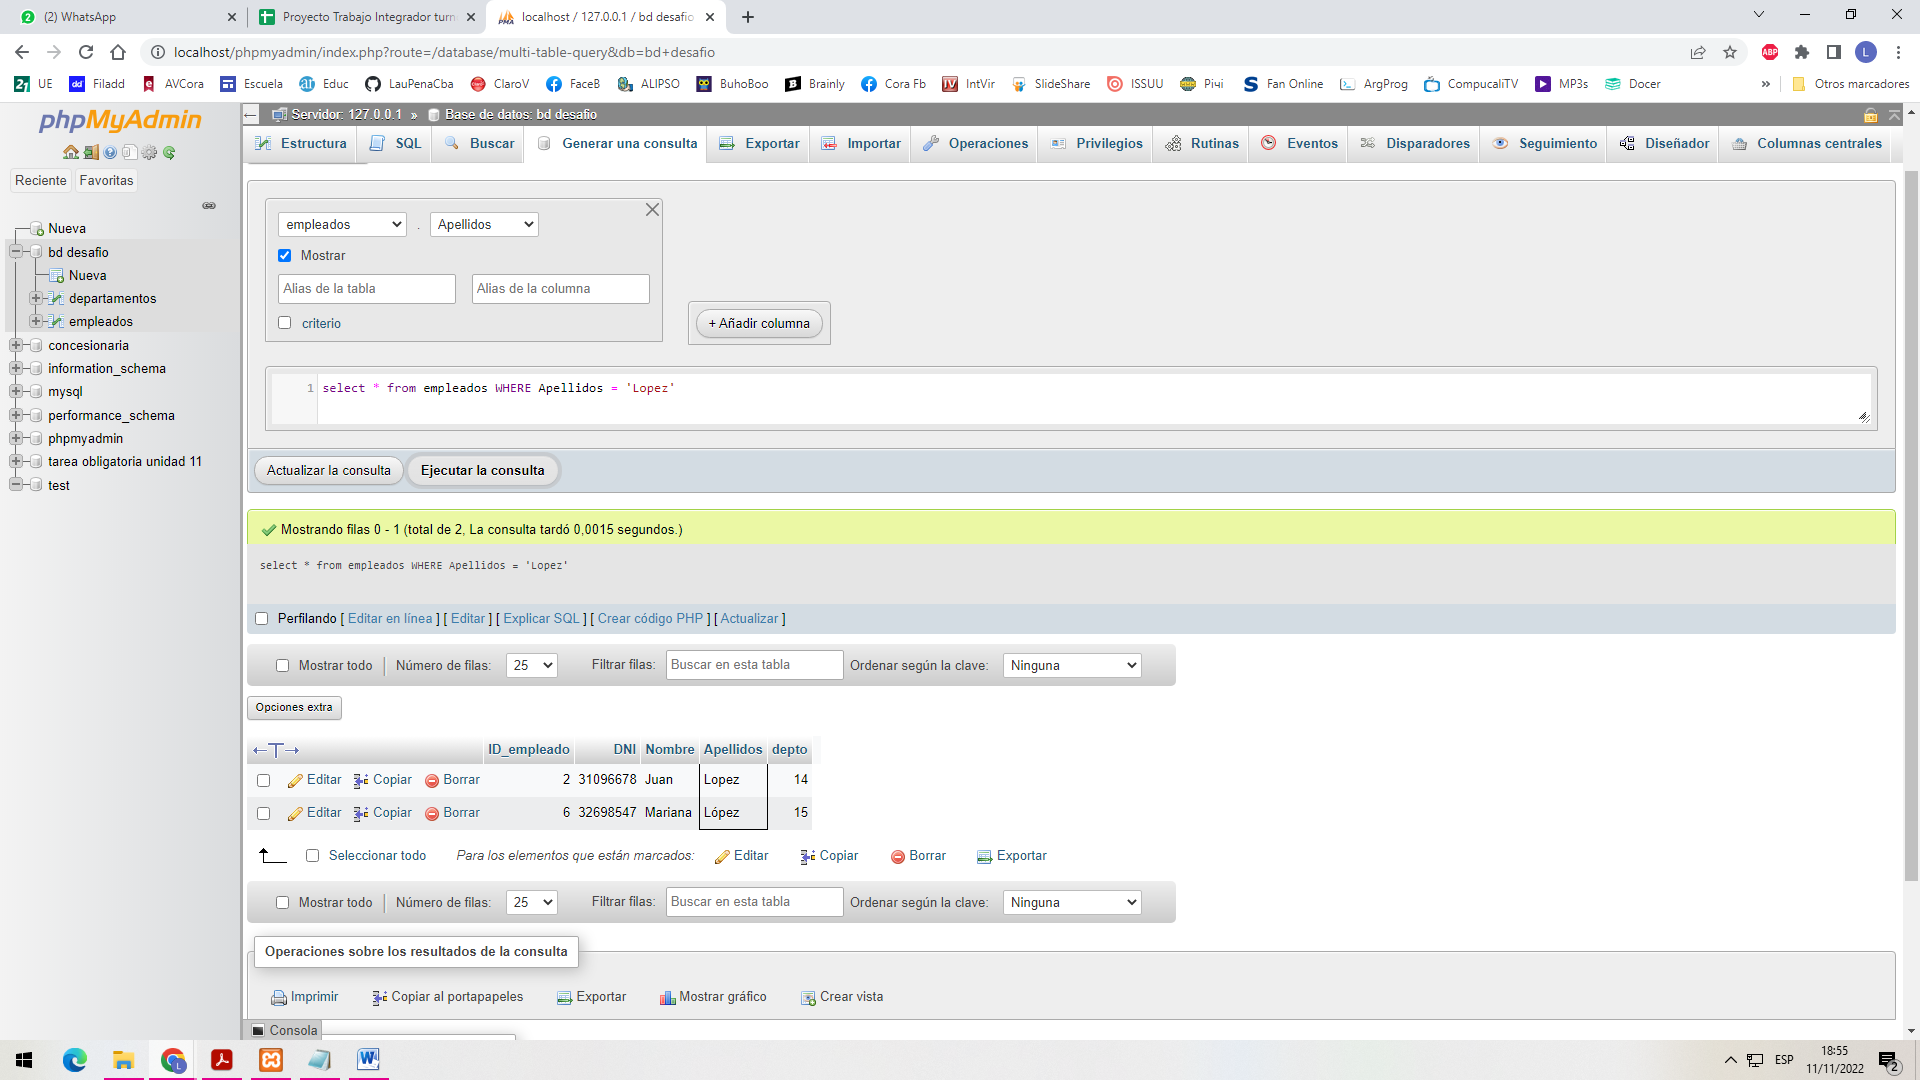 (2) WhatsApp
Proyecto Trabajo Integrador turn
localhost / 127.0.0.1 / bd desafio
localhost/phpmyadmin/index.php?route=/database/multi-table-query&db=bd+desafio
ABP
L
UE
Filadd
AVCora
Escuela
Educ
LauPenaCba
ClaroV
FaceB
ALIPSO
BuhoBoo
Brainly
Cora Fb
IntVir
SlideShare
ISSUU
Piui
Fan Online
ArgProg
CompucaliTV
MP3s
Docer
»
Otros marcadores
phpMyAdmin
Reciente
Favoritas
Nueva
bd desafio
Nueva
departamentos
empleados
concesionaria
information_schema
mysql
performance_schema
phpmyadmin
tarea obligatoria unidad 11
test
Servidor: 127.0.0.1 » Base de datos: bd desafio
Estructura
SQL
Buscar
Generar una consulta
Exportar
Importar
Operaciones
Privilegios
Rutinas
Eventos
Disparadores
Seguimiento
Diseñador
Columnas centrales
empleados . Apellidos
Mostrar
Alias de la tabla
Alias de la columna
criterio
+ Añadir columna
1 select * from empleados WHERE Apellidos = 'Lopez'
Actualizar la consulta
Ejecutar la consulta
Mostrando filas 0 - 1 (total de 2, La consulta tardó 0,0015 segundos.)
select * from empleados WHERE Apellidos = 'Lopez'
Perfilando [ Editar en línea ] [ Editar ] [ Explicar SQL ] [ Crear código PHP ] [ Actualizar ]
Mostrar todo | Número de filas: 25 Filtrar filas: Buscar en esta tabla Ordenar según la clave: Ninguna
Opciones extra
←T→ ID_empleado DNI Nombre Apellidos depto
Editar Copiar Borrar 2 31096678 Juan Lopez 14
Editar Copiar Borrar 6 32698547 Mariana López 15
Seleccionar todo Para los elementos que están marcados: Editar Copiar Borrar Exportar
Mostrar todo | Número de filas: 25 Filtrar filas: Buscar en esta tabla Ordenar según la clave: Ninguna
Operaciones sobre los resultados de la consulta
Imprimir
Copiar al portapapeles
Exportar
Mostrar gráfico
Crear vista
Consola
ESP
18:55
11/11/2022
2